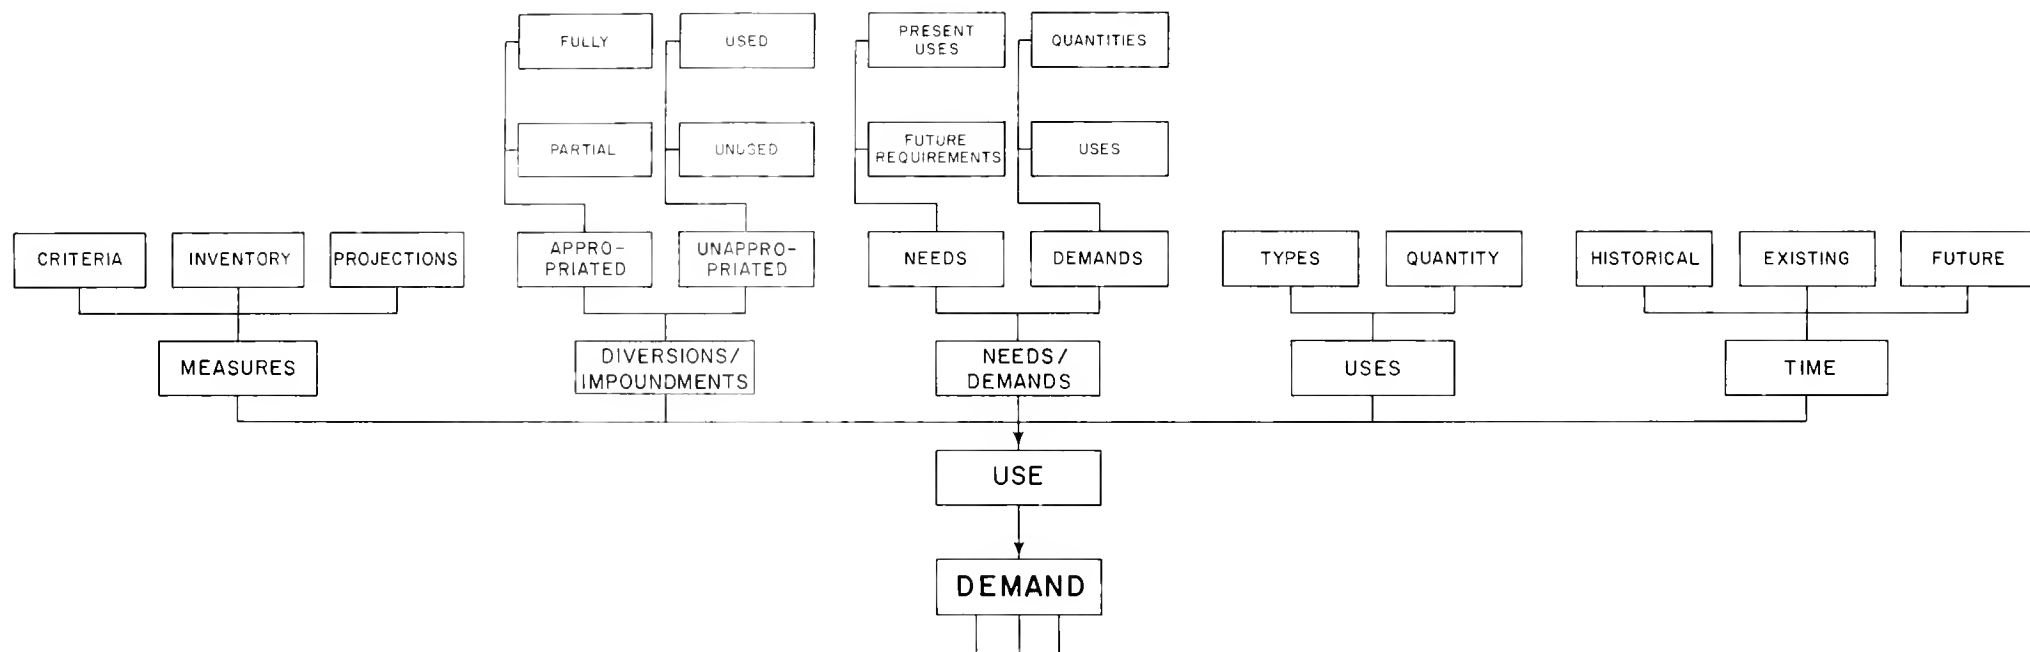 FULLY
USED
PRESENT
USES
QUANTITIES
PARTIAL
UNUSED
FUTURE
REQUIREMENTS
USES
CRITERIA
INVENTORY
PROJECTIONS
APPRO-
PRIATED
UNAPPRO-
PRIATED
NEEDS
DEMANDS
TYPES
QUANTITY
HISTORICAL
EXISTING
FUTURE
MEASURES
DIVERSIONS/
IMPOUNDMENTS
NEEDS/
DEMANDS
USES
TIME
USE
DEMAND